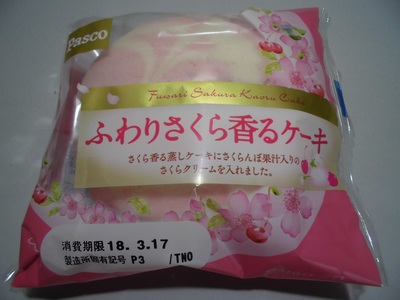 Pasco
Fuwari Sakura Kaoru Cake
ふわりさくら香るケーキ
さくら香る蒸しケーキにさくらんぼ果汁入りの
さくらクリームを入れました。
消費期限 18. 3.17
製造所固有記号 P3 /TNO